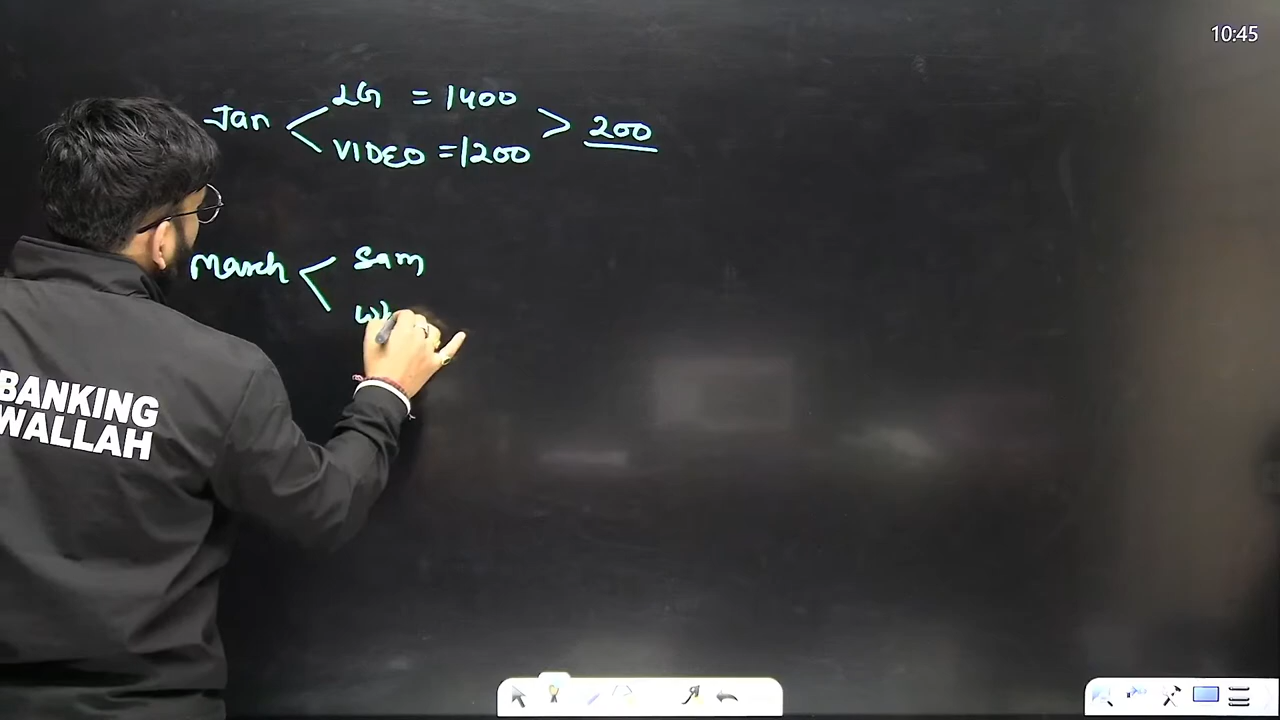 10:45
LG = 1400
Jan < > 200
VIDEO = 1200
March < Sam
BANKING
WALLAH